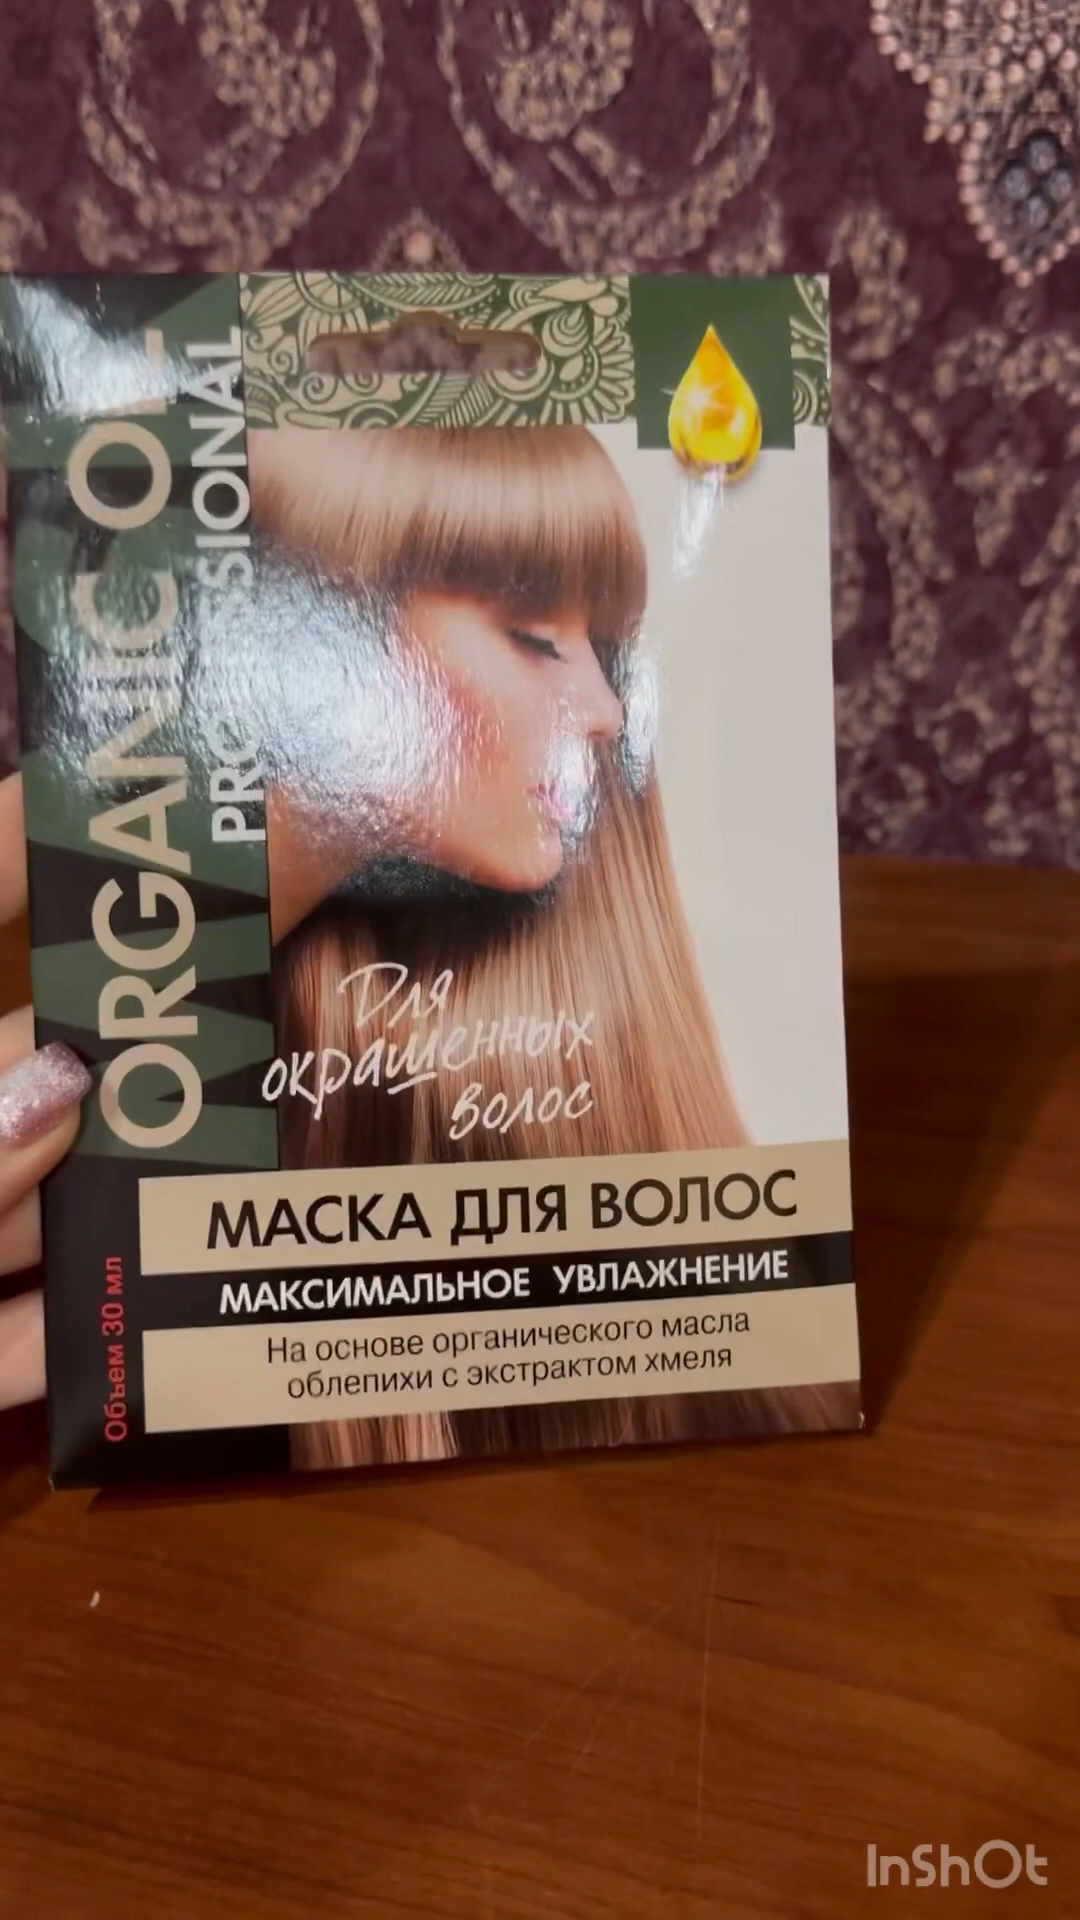 ORGANIC OIL
PROFESSIONAL
Для
окрашенных
волос
МАСКА ДЛЯ ВОЛОС
МАКСИМАЛЬНОЕ УВЛАЖНЕНИЕ
На основе органического масла
облепихи с экстрактом хмеля
Объем 30 мл
InShOt